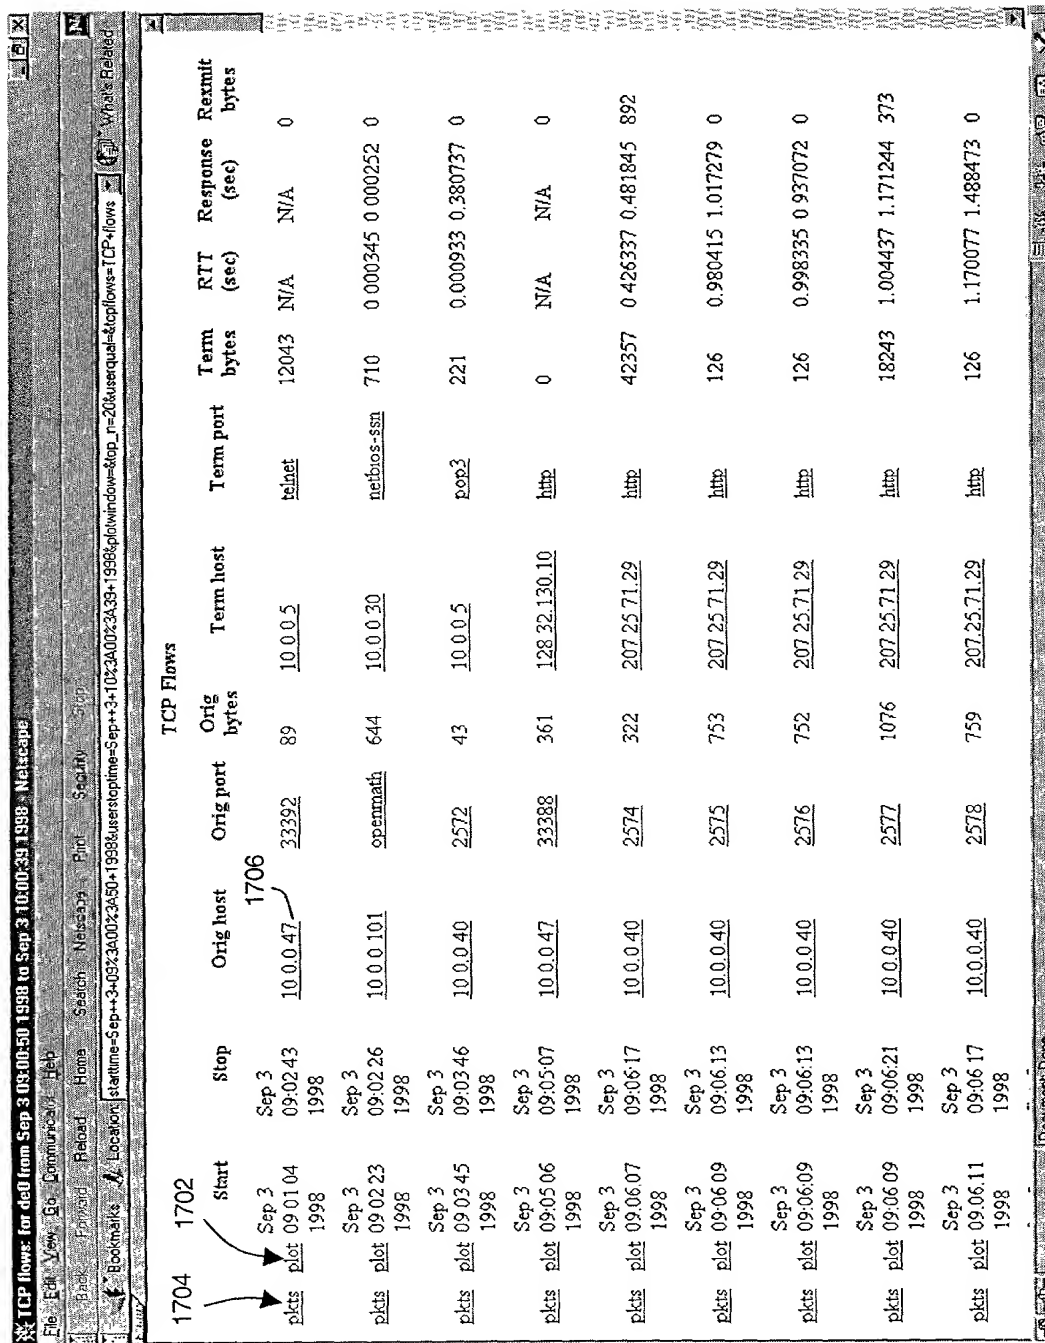 TCP flows: for de0 from Sep 3 09:00:50 1998 to Sep 3 10:00:39 1998 - Netscape
File Edit View Go Communicator Help
Back Forward Reload Home Search Netscape Print Security Stop
Bookmarks Location: starttime=Sep++3+09%3A00%3A50+1998&userstoptime=Sep++3+10%3A00%3A39+1998&plotwindow=&top_n=20&userqual=&topflows=TCP+flows What's Related
TCP Flows
Start Stop Orig host Orig port Orig bytes Term host Term port Term bytes RTT (sec) Response (sec) Rexmit bytes
1704
1702
1706
pkts plot Sep 3 09 01 04 1998 Sep 3 09:02:43 1998 10.0.0.47 33392 89 10 0 0 5 telnet 12043 N/A N/A 0
pkts plot Sep 3 09 02 23 1998 Sep 3 09:02:26 1998 10 0 0 101 openmath 644 10.0.0 30 netbios-ssn 710 0 000345 0 000252 0
pkts plot Sep 3 09 03 45 1998 Sep 3 09:03:46 1998 10.0.0.40 2572 43 10 0.0.5 pop3 221 0.000933 0.380737 0
pkts plot Sep 3 09:05 06 1998 Sep 3 09:05:07 1998 10.0.0.47 33388 361 128 32.130.10 http 0 N/A N/A 0
pkts plot Sep 3 09.06.07 1998 Sep 3 09:06:17 1998 10.0.0.40 2574 322 207 25.71.29 http 42357 0 426337 0.481845 892
pkts plot Sep 3 09:06 09 1998 Sep 3 09:06.13 1998 10.0.0.40 2575 753 207 25.71.29 http 126 0.980415 1.017279 0
pkts plot Sep 3 09:06.09 1998 Sep 3 09:06:13 1998 10.0.0.40 2576 752 207 25.71.29 http 126 0.998335 0 937072 0
pkts plot Sep 3 09:06 09 1998 Sep 3 09:06:21 1998 10.0.0.40 2577 1076 207.25.71 29 http 18243 1.004437 1.171244 373
pkts plot Sep 3 09.06.11 1998 Sep 3 09:06 17 1998 10.0.0.40 2578 759 207.25.71.29 http 126 1.170077 1.488473 0
Document: Done